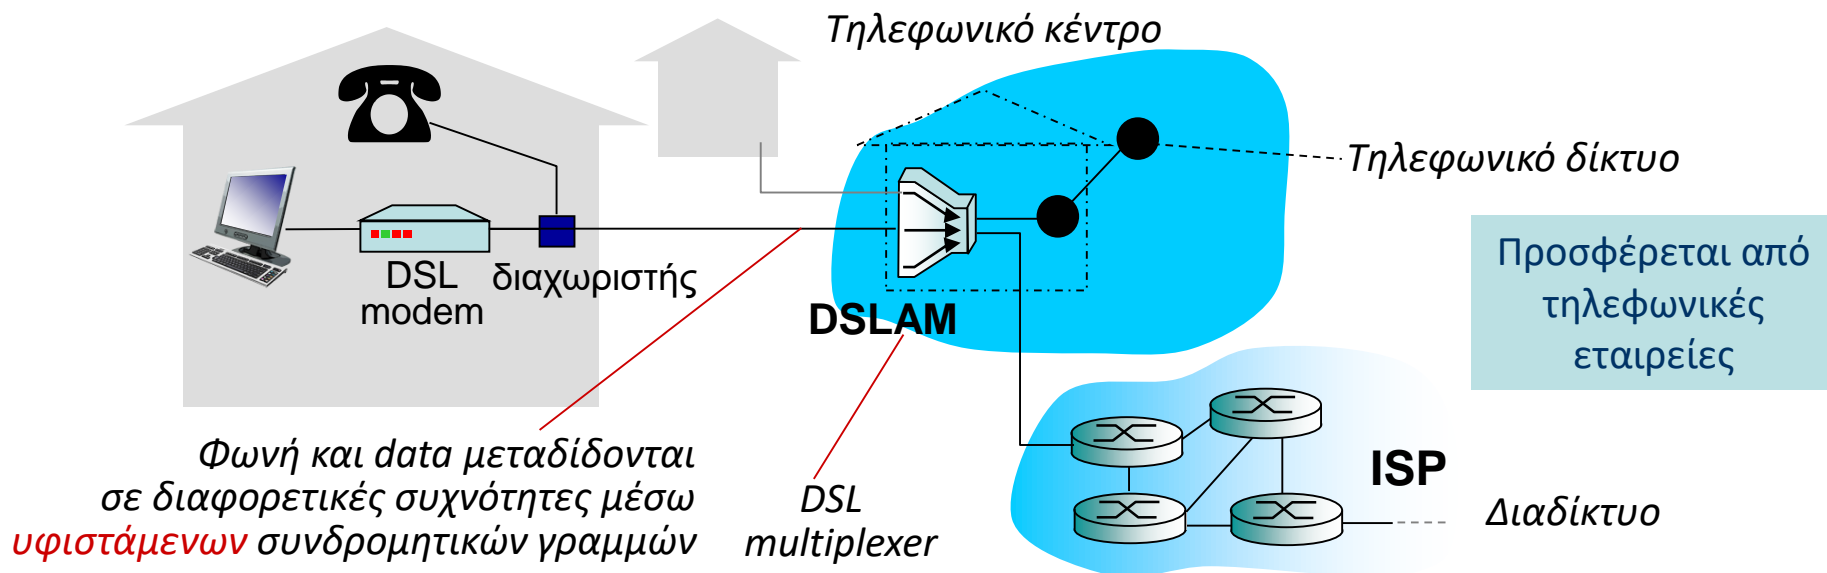 Τηλεφωνικό κέντρο
Τηλεφωνικό δίκτυο
Προσφέρεται από
τηλεφωνικές
εταιρείες
DSL
modem
διαχωριστής
DSLAM
Φωνή και data μεταδίδονται
σε διαφορετικές συχνότητες μέσω
υφιστάμενων συνδρομητικών γραμμών
DSL
multiplexer
ISP
Διαδίκτυο